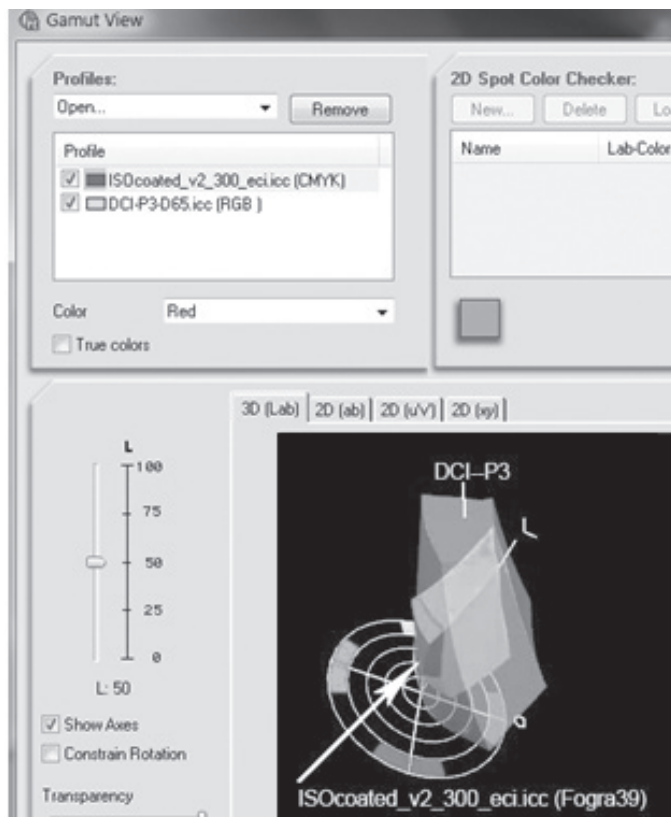 Gamut View
Profiles:
Open...
Remove
Profile
ISOcoated_v2_300_eci.icc (CMYK)
DCI-P3-D65.icc (RGB )
Color
Red
True colors
2D Spot Color Checker:
New...
Delete
Lo
Name
Lab-Color
L
100
75
50
25
0
L: 50
Show Axes
Constrain Rotation
Transparency
3D (Lab)
2D (ab)
2D (u'v')
2D (xy)
DCI–P3
L
a
ISOcoated_v2_300_eci.icc (Fogra39)